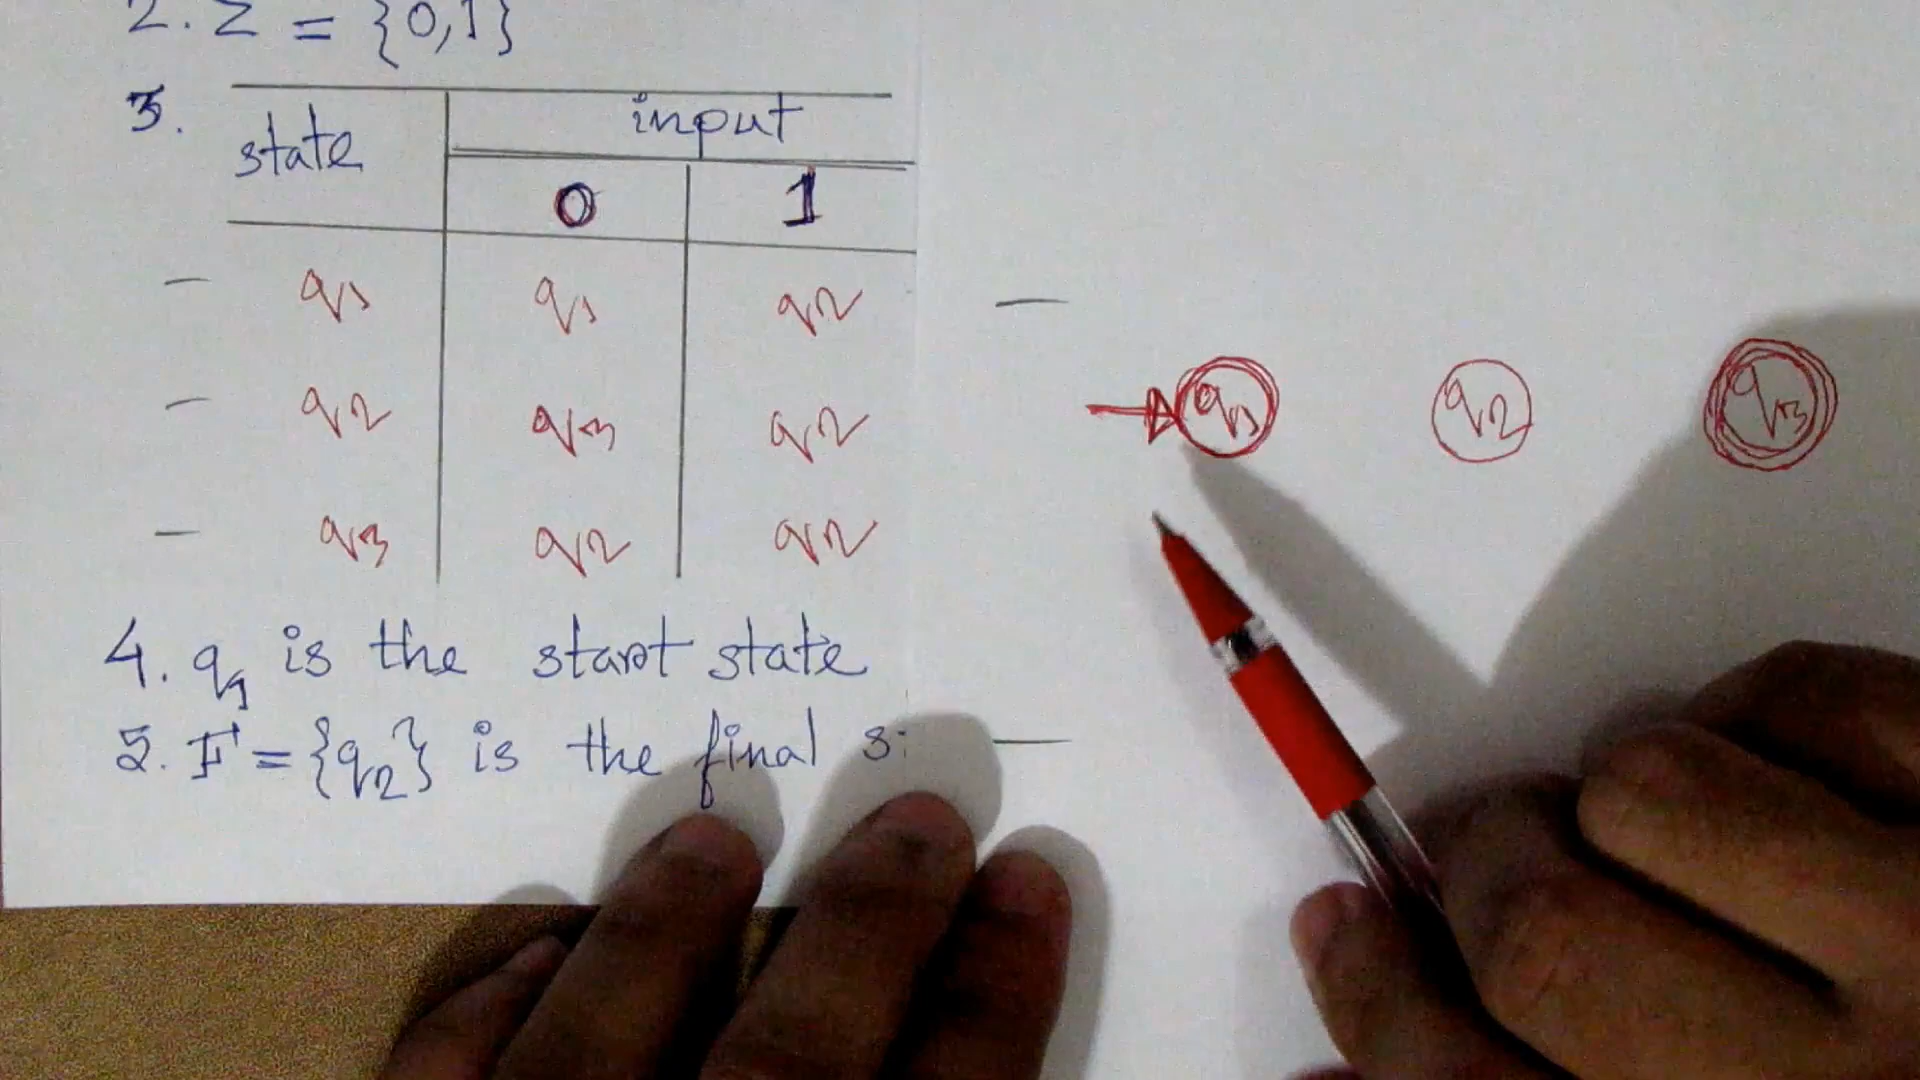 2. Σ = {0,1}
3.
state input
0 1
q1 q1 q2
q2 q3 q2
q3 q2 q2
4. q1 is the start state
5. F = {q2} is the final
q1 q2 q3